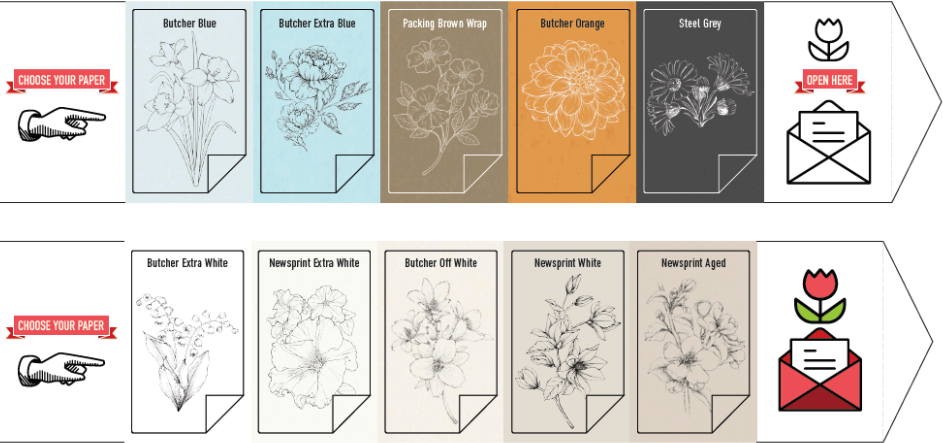 CHOOSE YOUR PAPER
Butcher Blue
Butcher Extra Blue
Packing Brown Wrap
Butcher Orange
Steel Grey
OPEN HERE
CHOOSE YOUR PAPER
Butcher Extra White
Newsprint Extra White
Butcher Off White
Newsprint White
Newsprint Aged